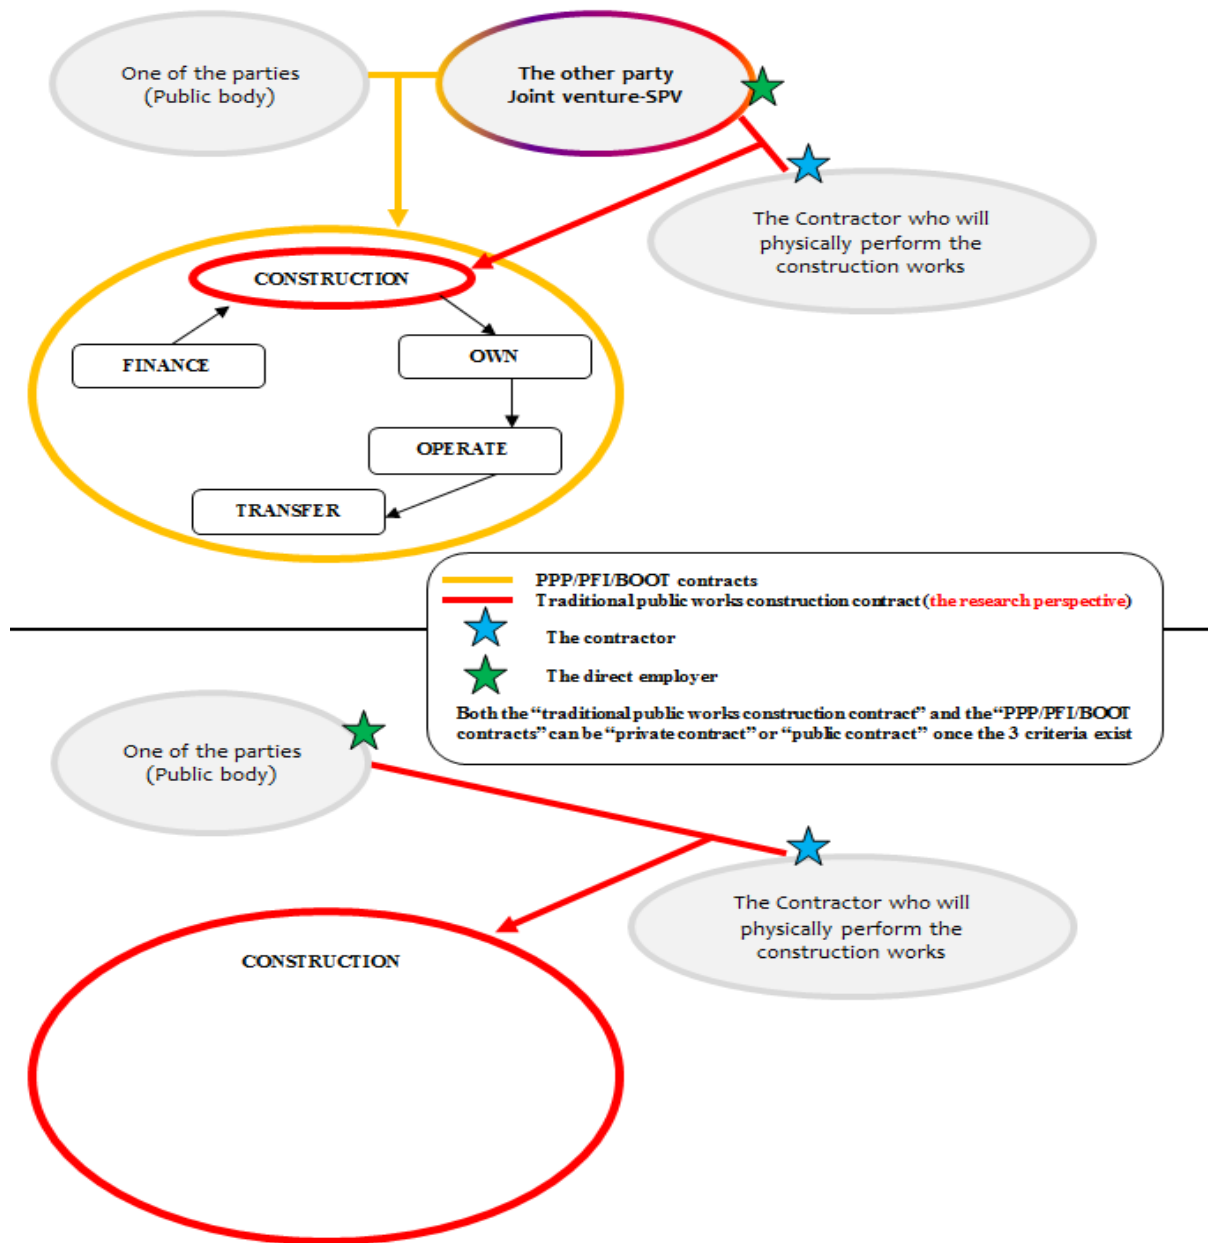 One of the parties
(Public body)
The other party
Joint venture-SPV
The Contractor who will
physically perform the
construction works
CONSTRUCTION
FINANCE
OWN
OPERATE
TRANSFER
PPP/PFI/BOOT contracts
Traditional public works construction contract (the research perspective)
The contractor
The direct employer
Both the “traditional public works construction contract” and the “PPP/PFI/BOOT
contracts” can be “private contract” or “public contract” once the 3 criteria exist
One of the parties
(Public body)
The Contractor who will
physically perform the
construction works
CONSTRUCTION